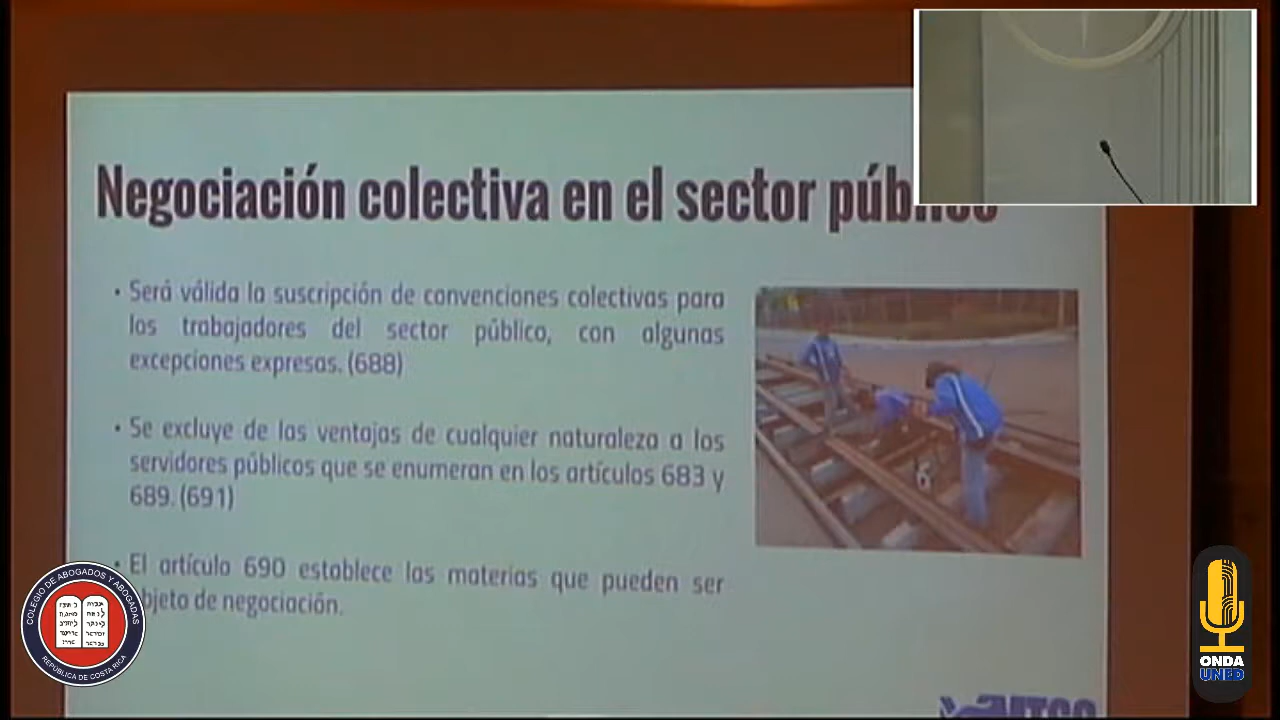 Negociación colectiva en el sector público
• Será válida la suscripción de convenciones colectivas para
los trabajadores del sector público, con algunas
excepciones expresas. (688)
• Se excluye de las ventajas de cualquier naturaleza a los
servidores públicos que se enumeran en los artículos 683 y
689. (691)
• El artículo 690 establece las materias que pueden ser
objeto de negociación.
COLEGIO DE ABOGADOS Y ABOGADAS
REPÚBLICA DE COSTA RICA
ONDA
UNED